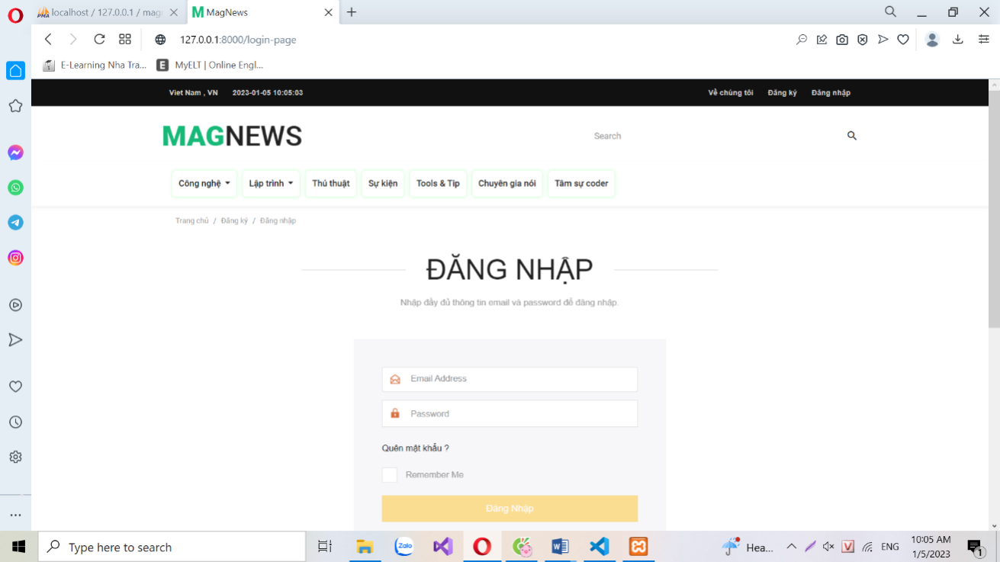 localhost / 127.0.0.1 / mag
MagNews
127.0.0.1:8000/login-page
E-Learning Nha Tra...
MyELT | Online Engl...
Viet Nam , VN 2023-01-05 10:05:03 Về chúng tôi Đăng ký Đăng nhập
MAGNEWS
Search
Công nghệ Lập trình Thủ thuật Sự kiện Tools & Tip Chuyên gia nói Tâm sự coder
Trang chủ / Đăng ký / Đăng nhập
ĐĂNG NHẬP
Nhập đầy đủ thông tin email và password để đăng nhập.
Email Address
Password
Quên mật khẩu ?
Remember Me
Đăng Nhập
Type here to search
Zalo
Hea...
ENG
10:05 AM
1/5/2023
1